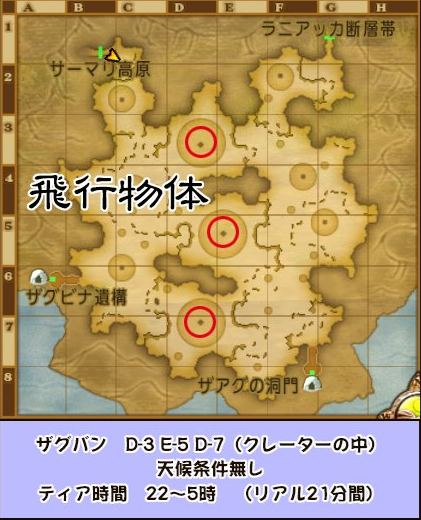 A B C D E F G H
1
ラニアッカ断層帯
サーマリ高原
2
3
4
飛行物体
5
6
ザグビナ遺構
7
ザアグの洞門
8
ザグバン D-3 E-5 D-7（クレーターの中）
天候条件無し
ティア時間 22～5時 （リアル21分間）